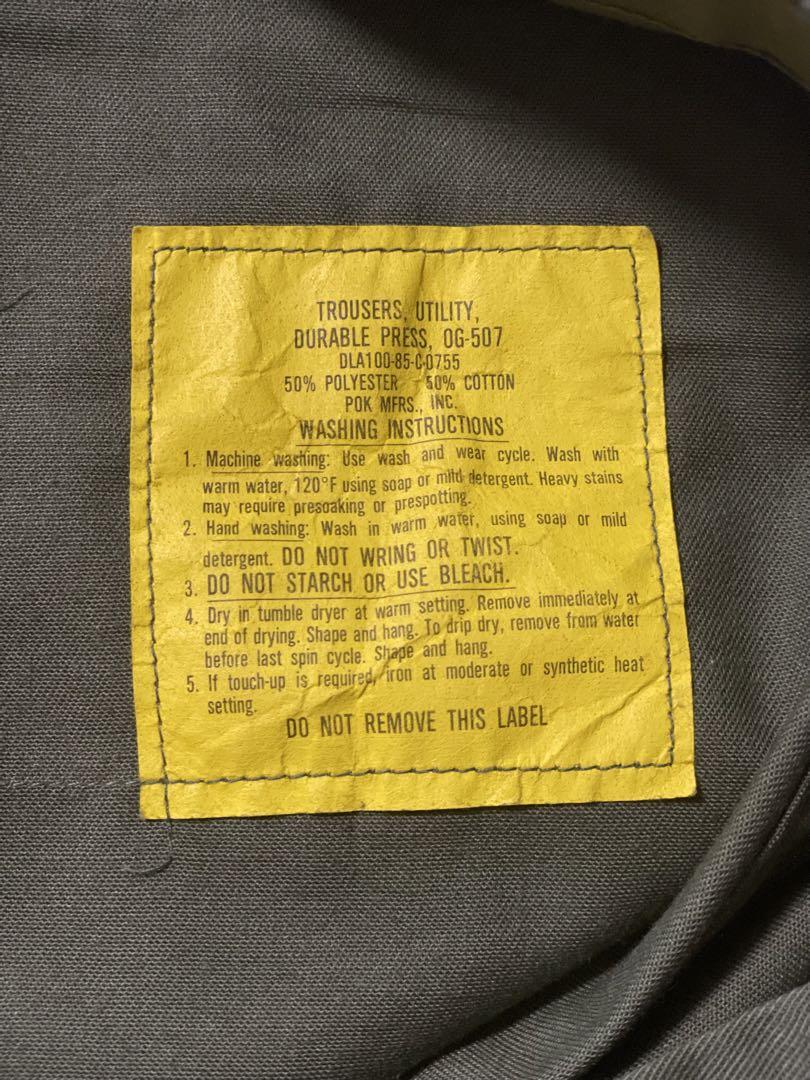 TROUSERS, UTILITY,
DURABLE PRESS, OG-507
DLA100-85-C-0755
50% POLYESTER 50% COTTON
POK MFRS., INC.
WASHING INSTRUCTIONS
1. Machine washing: Use wash and wear cycle. Wash with
warm water, 120°F using soap or mild detergent. Heavy stains
may require presoaking or prespotting.
2. Hand washing: Wash in warm water, using soap or mild
detergent. DO NOT WRING OR TWIST.
3. DO NOT STARCH OR USE BLEACH.
4. Dry in tumble dryer at warm setting. Remove immediately at
end of drying. Shape and hang. To drip dry, remove from water
before last spin cycle. Shape and hang.
5. If touch-up is required, iron at moderate or synthetic heat
setting.
DO NOT REMOVE THIS LABEL